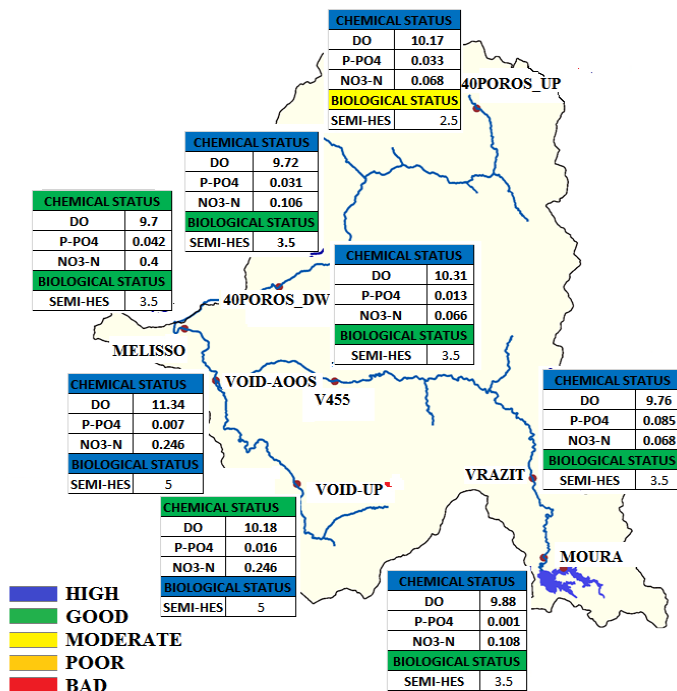 CHEMICAL STATUS
DO 10.17
P-PO4 0.033
NO3-N 0.068
BIOLOGICAL STATUS
SEMI-HES 2.5
40POROS_UP
CHEMICAL STATUS
DO 9.72
P-PO4 0.031
NO3-N 0.106
BIOLOGICAL STATUS
SEMI-HES 3.5
CHEMICAL STATUS
DO 9.7
P-PO4 0.042
NO3-N 0.4
BIOLOGICAL STATUS
SEMI-HES 3.5
CHEMICAL STATUS
DO 10.31
P-PO4 0.013
NO3-N 0.066
BIOLOGICAL STATUS
SEMI-HES 3.5
40POROS_DW
MELISSO
VOID-AOOS
V455
CHEMICAL STATUS
DO 11.34
P-PO4 0.007
NO3-N 0.246
BIOLOGICAL STATUS
SEMI-HES 5
CHEMICAL STATUS
DO 9.76
P-PO4 0.085
NO3-N 0.068
BIOLOGICAL STATUS
SEMI-HES 3.5
VRAZIT
VOID-UP
CHEMICAL STATUS
DO 10.18
P-PO4 0.016
NO3-N 0.246
BIOLOGICAL STATUS
SEMI-HES 5
MOURA
CHEMICAL STATUS
DO 9.88
P-PO4 0.001
NO3-N 0.108
BIOLOGICAL STATUS
SEMI-HES 3.5
HIGH
GOOD
MODERATE
POOR
BAD